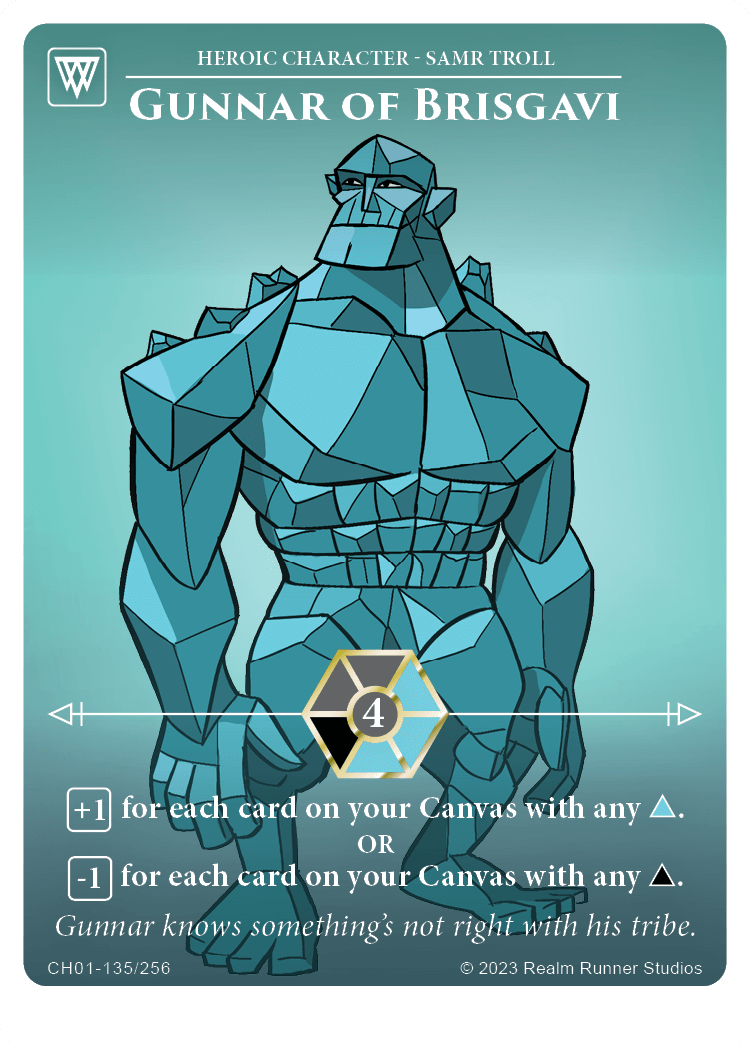 HEROIC CHARACTER - SAMR TROLL
GUNNAR OF BRISGAVI
4
+1 for each card on your Canvas with any .
OR
-1 for each card on your Canvas with any .
Gunnar knows something's not right with his tribe.
CH01-135/256
© 2023 Realm Runner Studios